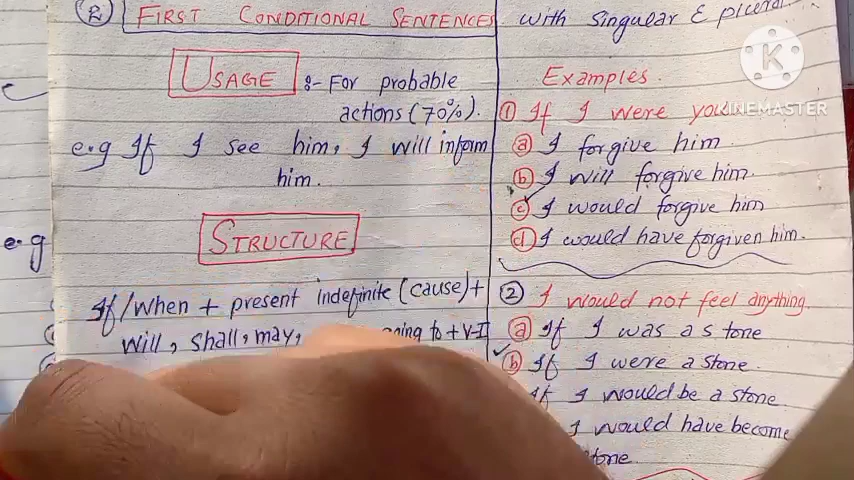 ② FIRST CONDITIONAL SENTENCES
USAGE :- For probable
actions (70%).
e.g If I see him, I will inform
him.
STRUCTURE
If/when + present indefinite (cause) +
will, shall, may, going to + V-I
e.g
with singular & plural
Examples.
① If I were you
ⓐ I forgive him.
ⓑ I will forgive him.
ⓒ I would forgive him
ⓓ I would have forgiven him.
② I would not feel anything.
ⓐ If I was a stone
ⓑ If I were a stone.
If I would be a stone.
I would have become
stone
KINEMASTER